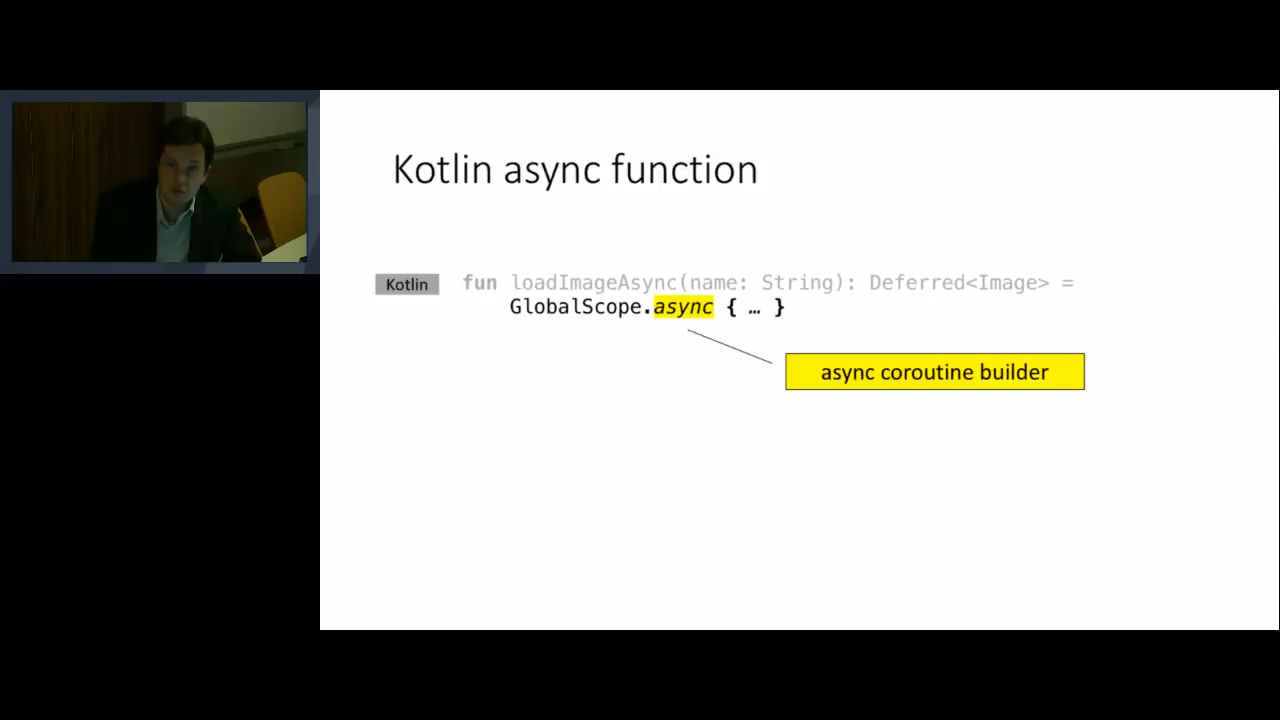 Kotlin async function
Kotlin fun loadImageAsync(name: String): Deferred<Image> =
GlobalScope.async { … }
async coroutine builder